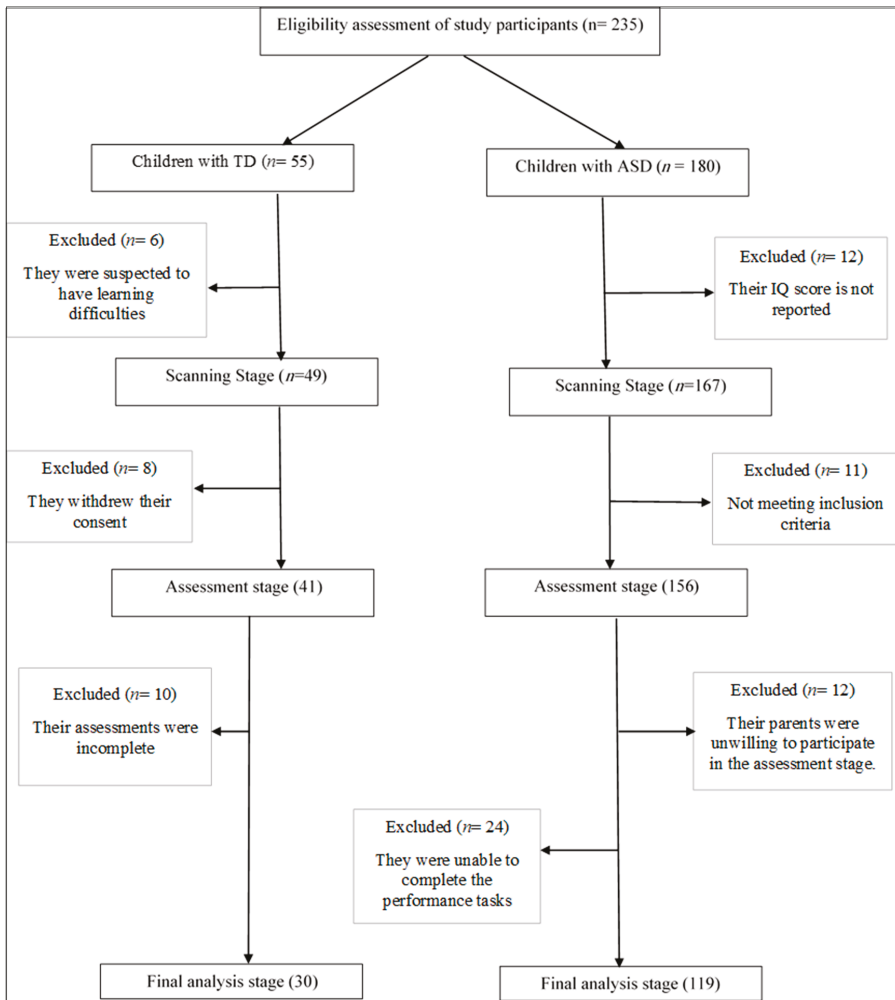 Eligibility assessment of study participants (n= 235)
Children with TD (n= 55)
Children with ASD (n = 180)
Excluded (n= 6)
They were suspected to
have learning
difficulties
Excluded (n= 12)
Their IQ score is not
reported
Scanning Stage (n=49)
Scanning Stage (n=167)
Excluded (n= 8)
They withdrew their
consent
Excluded (n= 11)
Not meeting inclusion
criteria
Assessment stage (41)
Assessment stage (156)
Excluded (n= 10)
Their assessments were
incomplete
Excluded (n= 12)
Their parents were
unwilling to participate
in the assessment stage.
Excluded (n= 24)
They were unable to
complete the
performance tasks
Final analysis stage (30)
Final analysis stage (119)